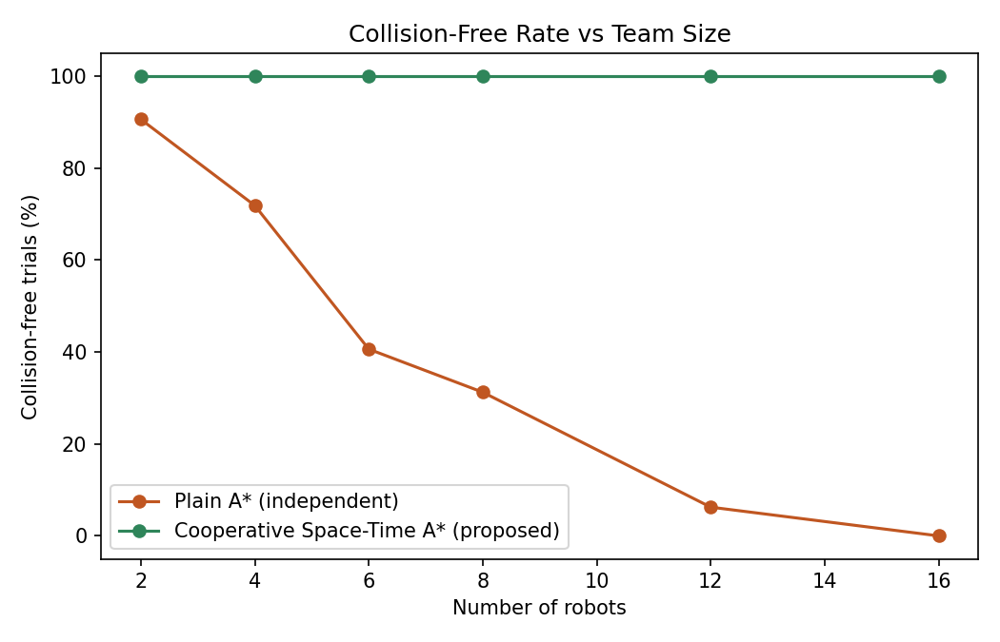 Collision-Free Rate vs Team Size
Collision-free trials (%)
100
80
60
40
20
0
Plain A* (independent)
Cooperative Space-Time A* (proposed)
2 4 6 8 10 12 14 16
Number of robots